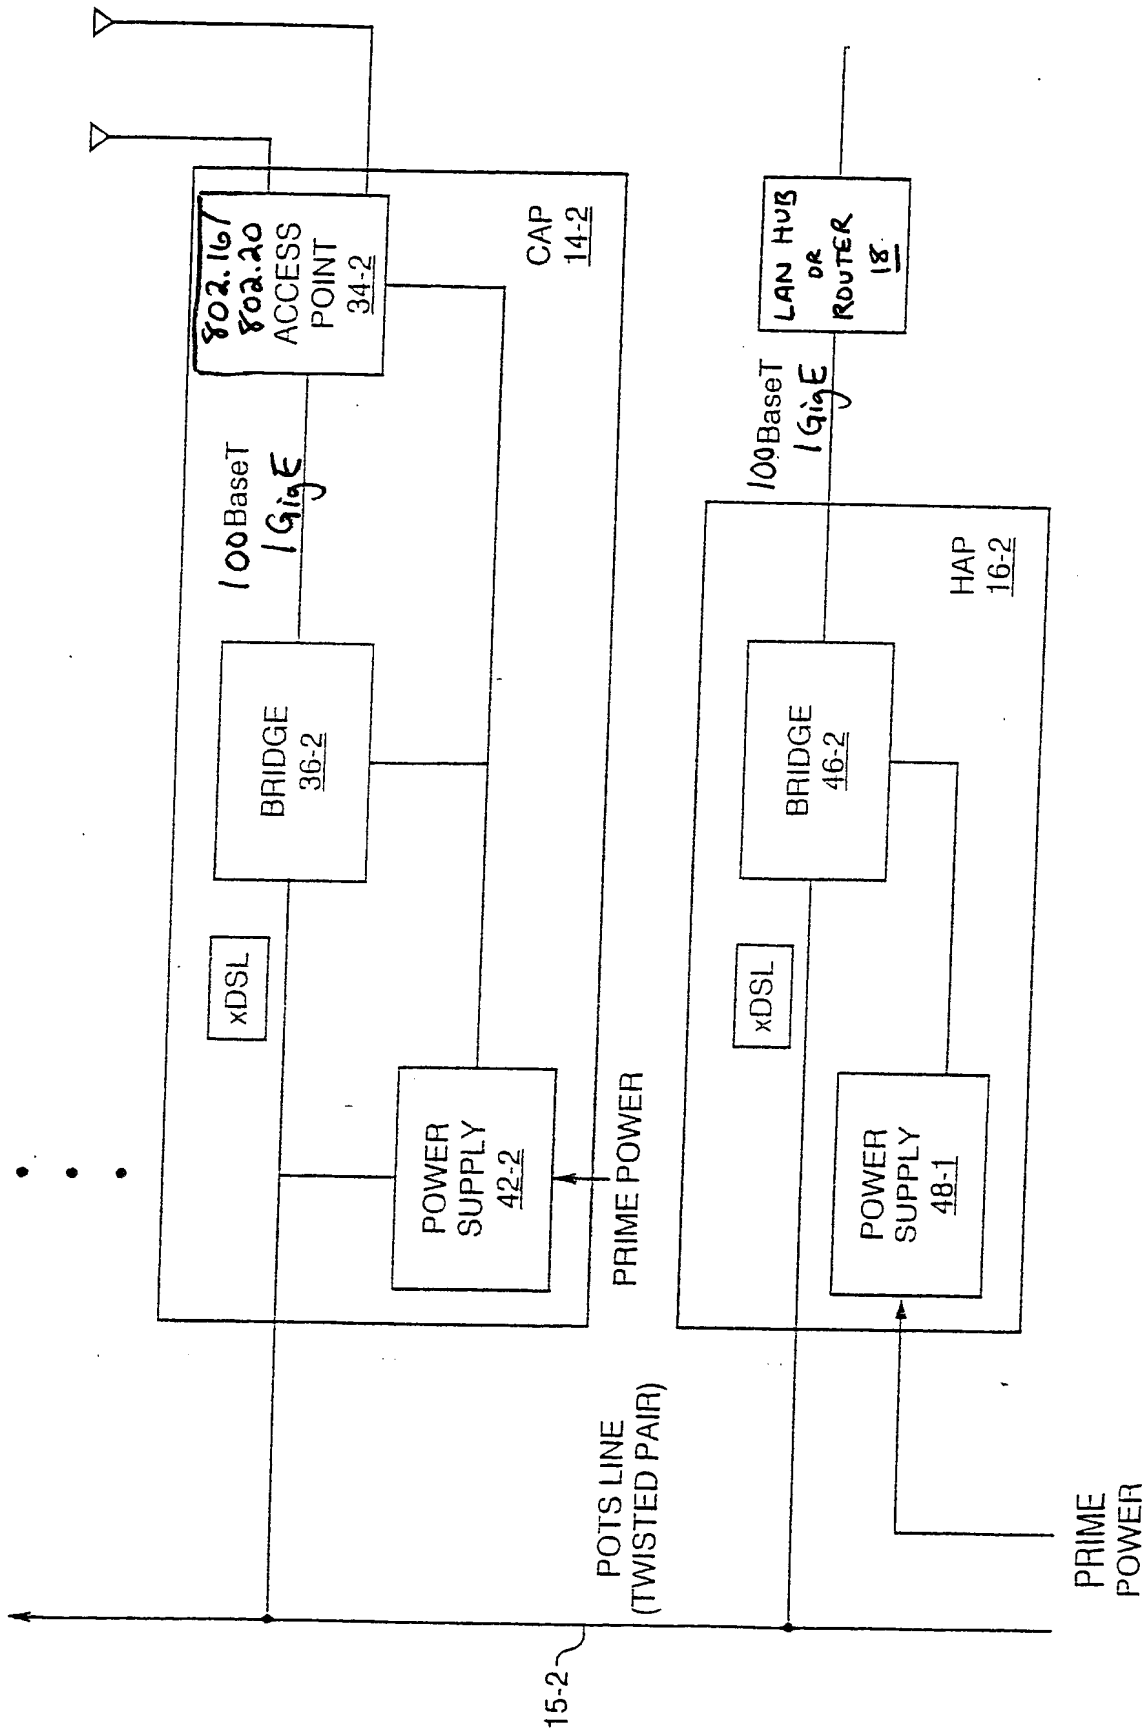 802.16/
802.20
ACCESS
POINT
34-2
CAP
14-2
100BaseT
1GigE
BRIDGE
36-2
xDSL
POWER
SUPPLY
42-2
PRIME POWER
LAN HUB
OR
ROUTER
18
100BaseT
1GigE
HAP
16-2
BRIDGE
46-2
xDSL
POWER
SUPPLY
48-1
POTS LINE
(TWISTED PAIR)
15-2
PRIME
POWER